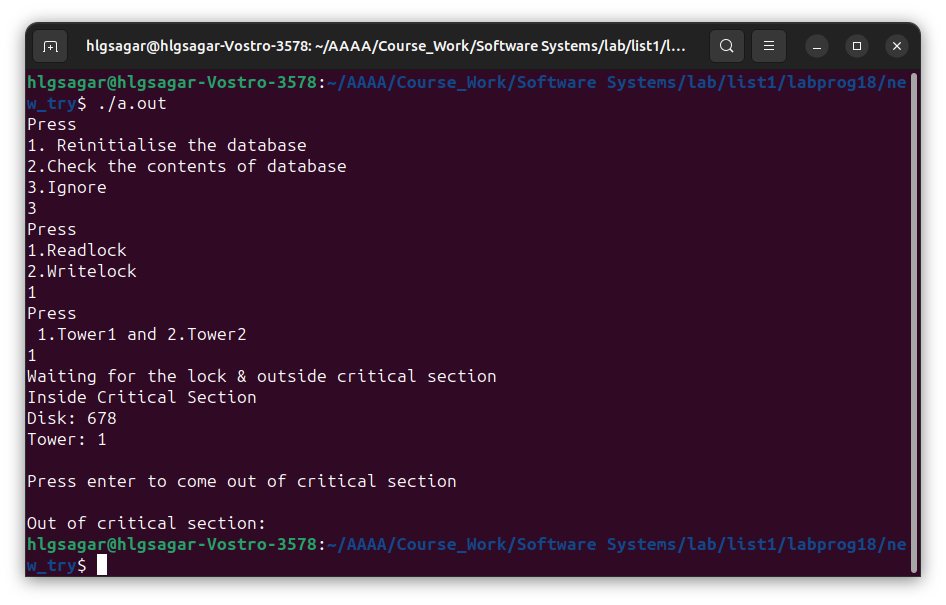 hlgsagar@hlgsagar-Vostro-3578: ~/AAAA/Course_Work/Software Systems/lab/list1/l...
hlgsagar@hlgsagar-Vostro-3578:~/AAAA/Course_Work/Software Systems/lab/list1/labprog18/ne
w_try$ ./a.out
Press
1. Reinitialise the database
2.Check the contents of database
3.Ignore
3
Press
1.Readlock
2.Writelock
1
Press
 1.Tower1 and 2.Tower2
1
Waiting for the lock & outside critical section
Inside Critical Section
Disk: 678
Tower: 1
Press enter to come out of critical section
Out of critical section:
hlgsagar@hlgsagar-Vostro-3578:~/AAAA/Course_Work/Software Systems/lab/list1/labprog18/ne
w_try$